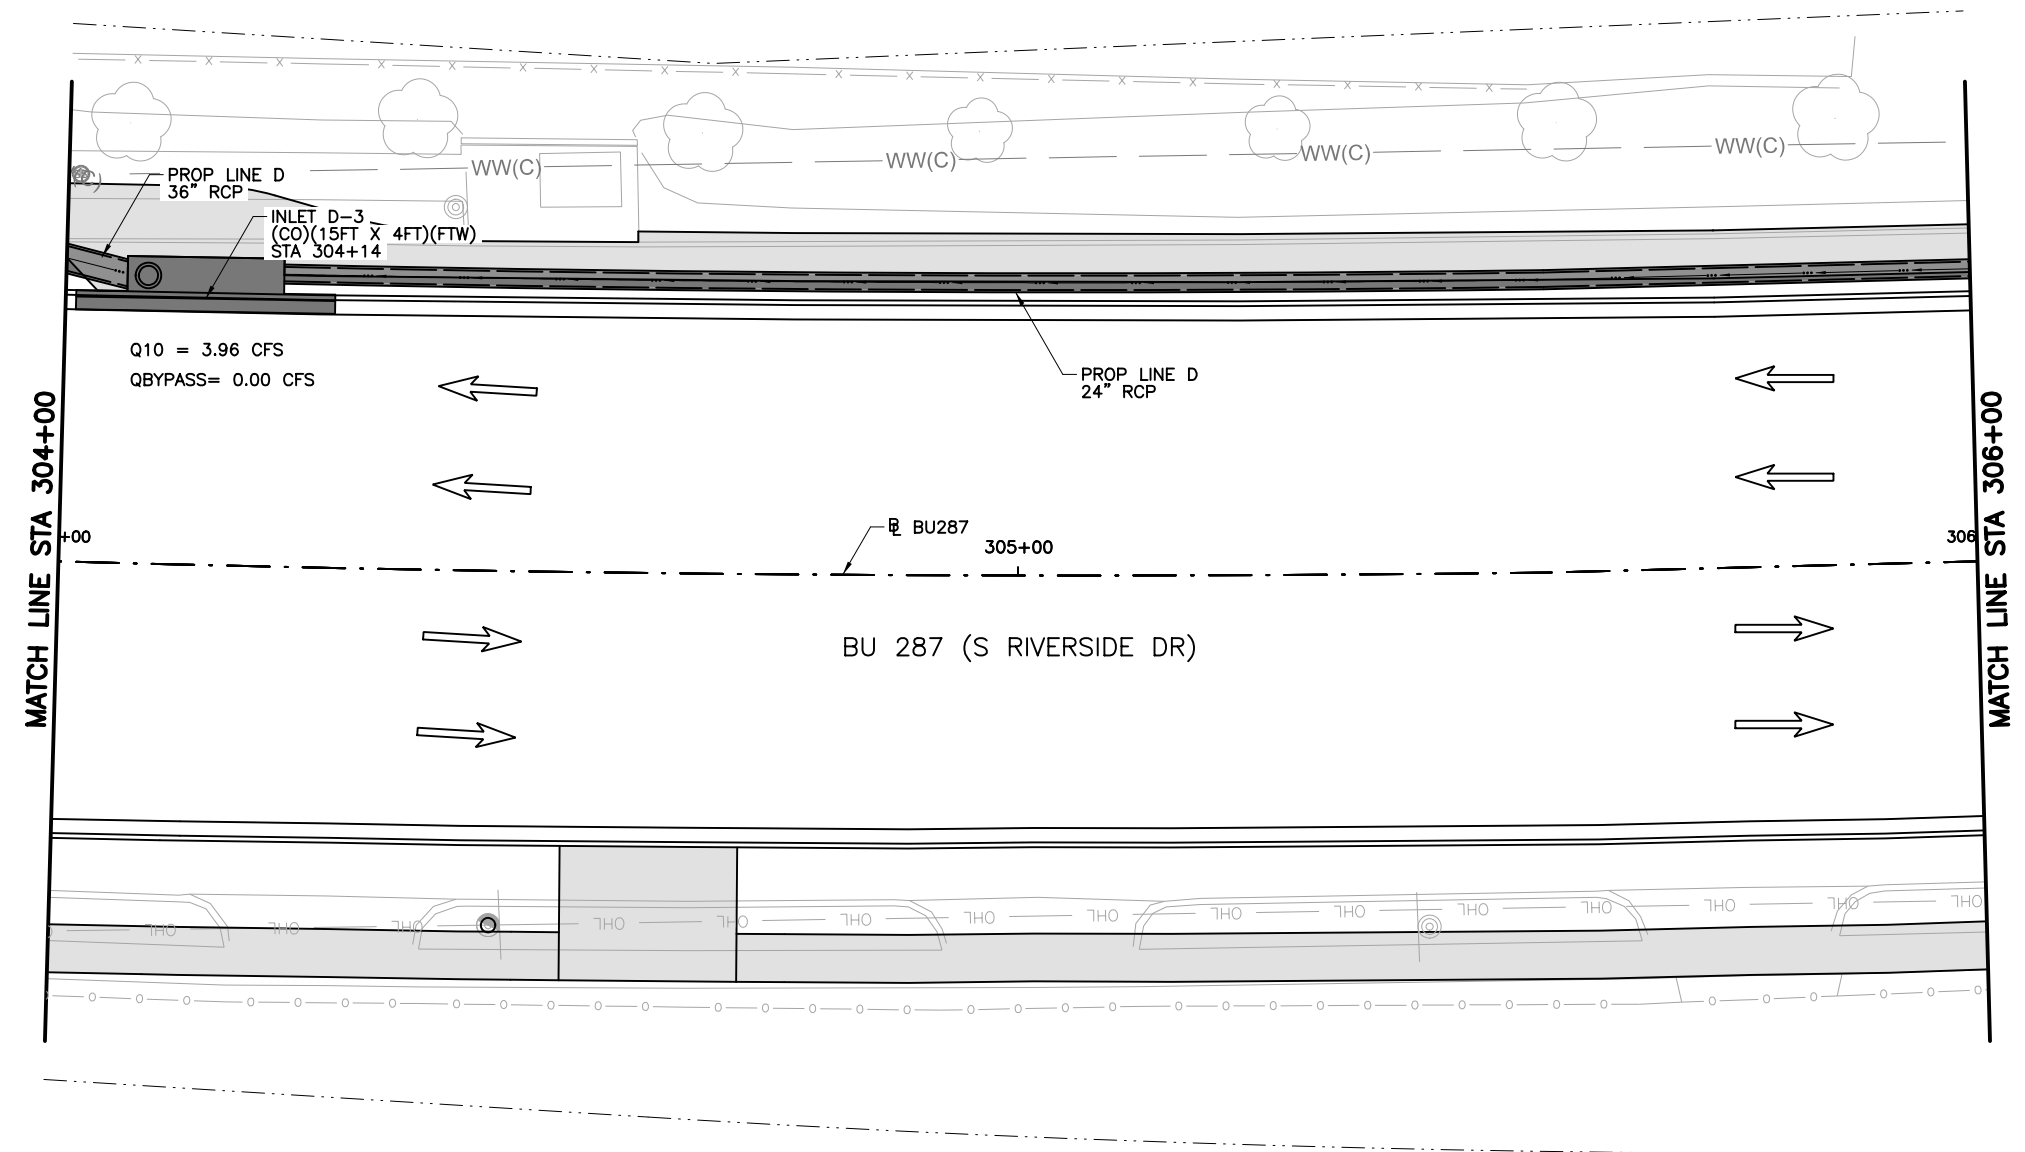 WW(C)
WW(C)
WW(C)
WW(C)
C)
PROP LINE D
36" RCP
INLET D-3
(CO)(15FT X 4FT)(FTW)
STA 304+14
Q10 = 3.96 CFS
QBYPASS= 0.00 CFS
PROP LINE D
24" RCP
MATCH LINE STA 304+00
MATCH LINE STA 306+00
+00
BL BU287
305+00
306
BU 287 (S RIVERSIDE DR)
OHL OHL OHL OHL OHL OHL OHL OHL OHL OHL OHL OHL OHL OHL OHL